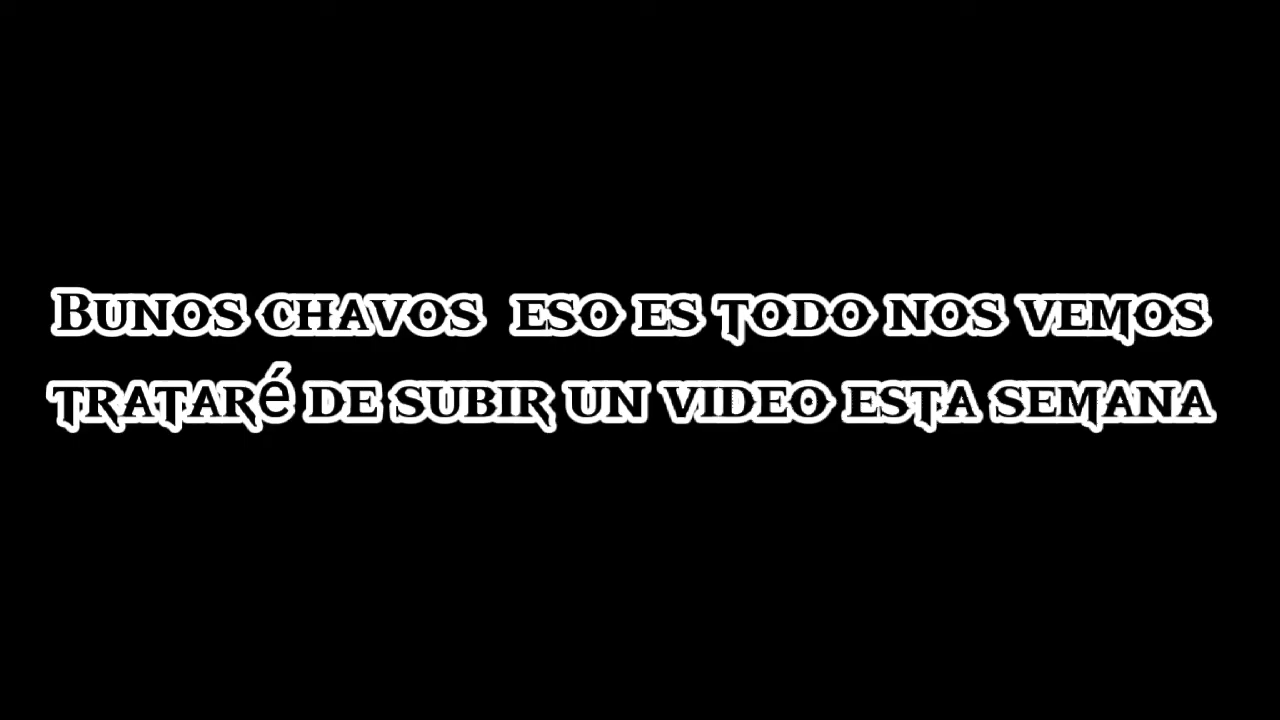 Bunos chavos  eso es todo nos vemos
trataré de subir un video esta semana